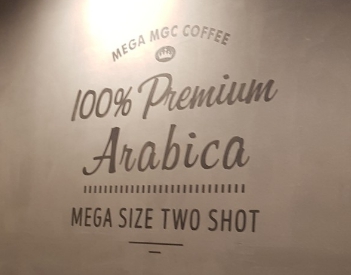 MEGA MGC COFFEE
100% Premium
Arabica
MEGA SIZE TWO SHOT